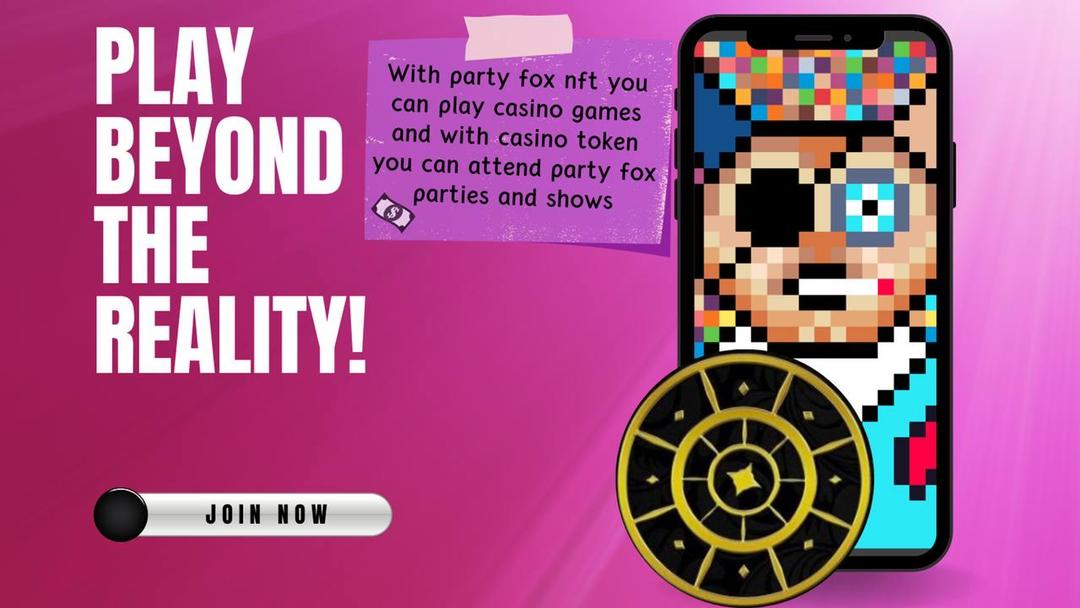 PLAY
BEYOND
THE
REALITY!
With party fox nft you
can play casino games
and with casino token
you can attend party fox
parties and shows
$
JOIN NOW